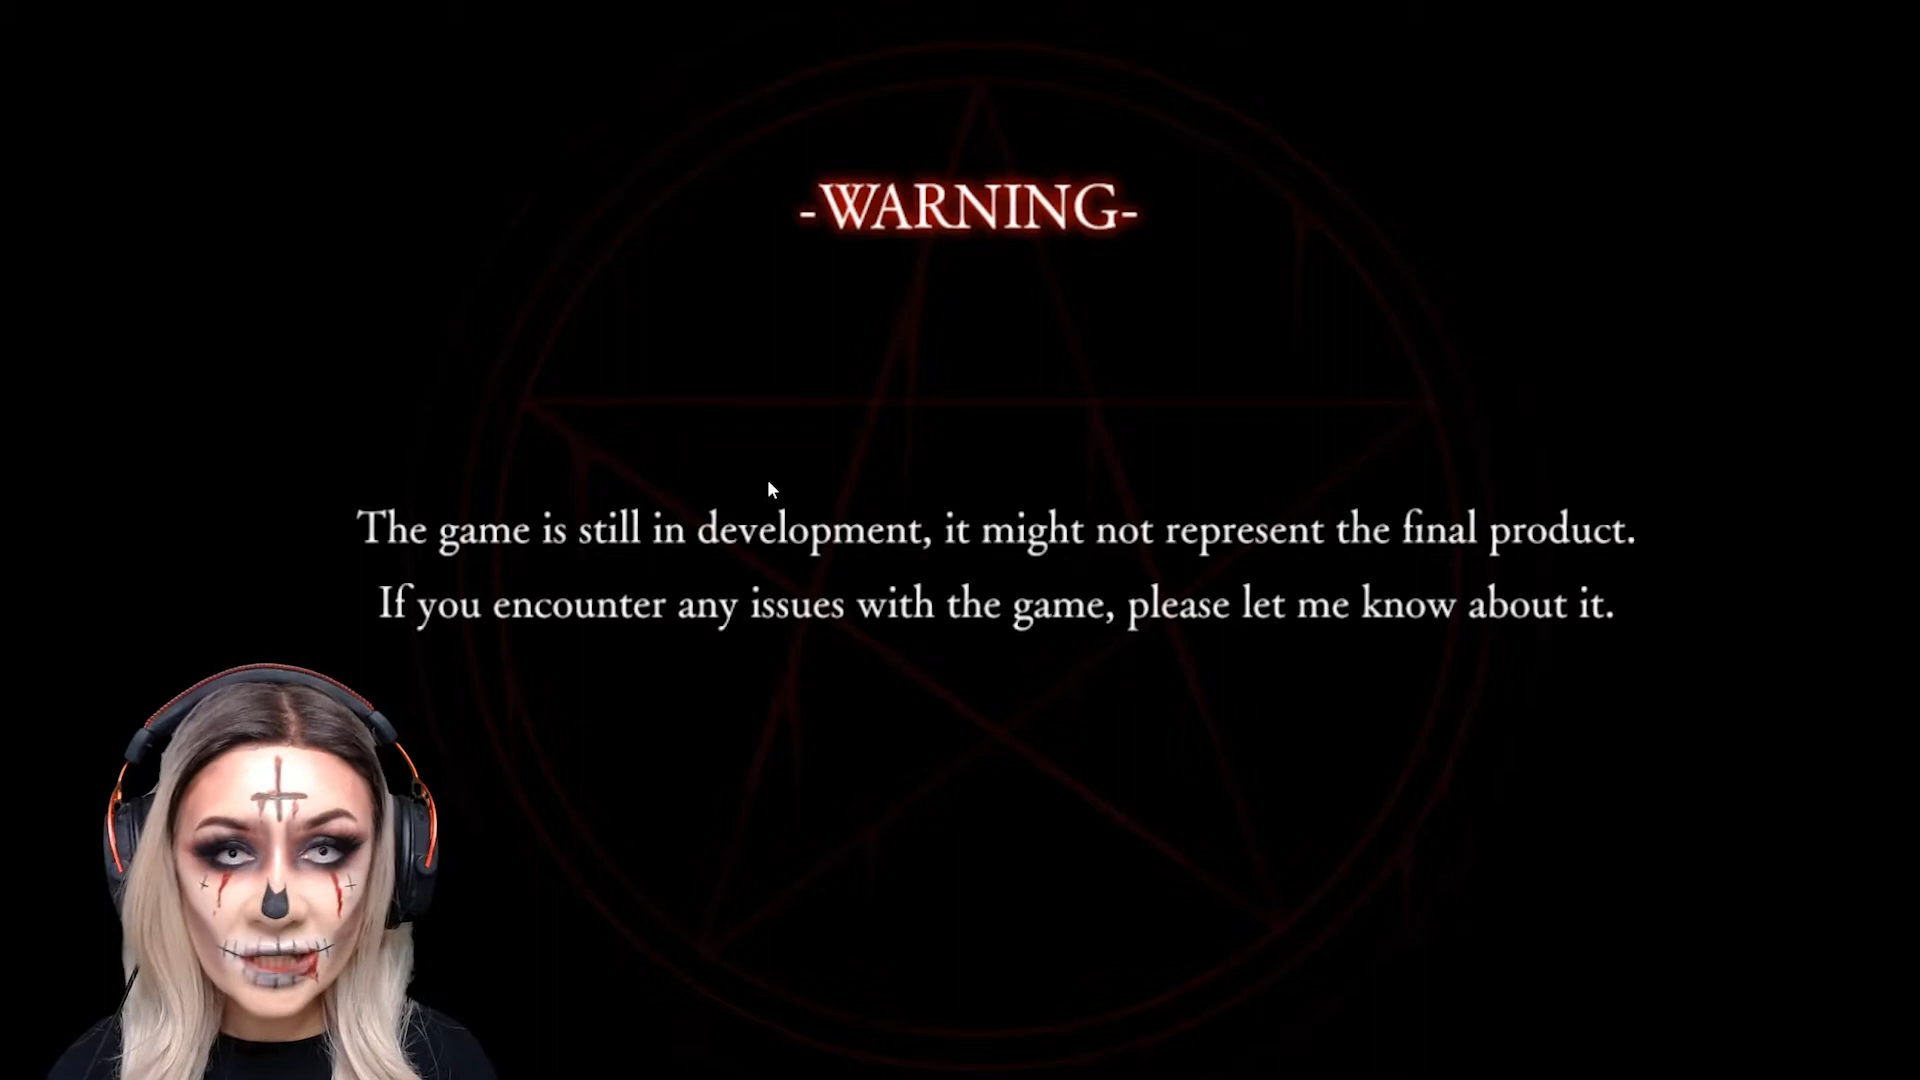 -WARNING-
The game is still in development, it might not represent the final product.
If you encounter any issues with the game, please let me know about it.